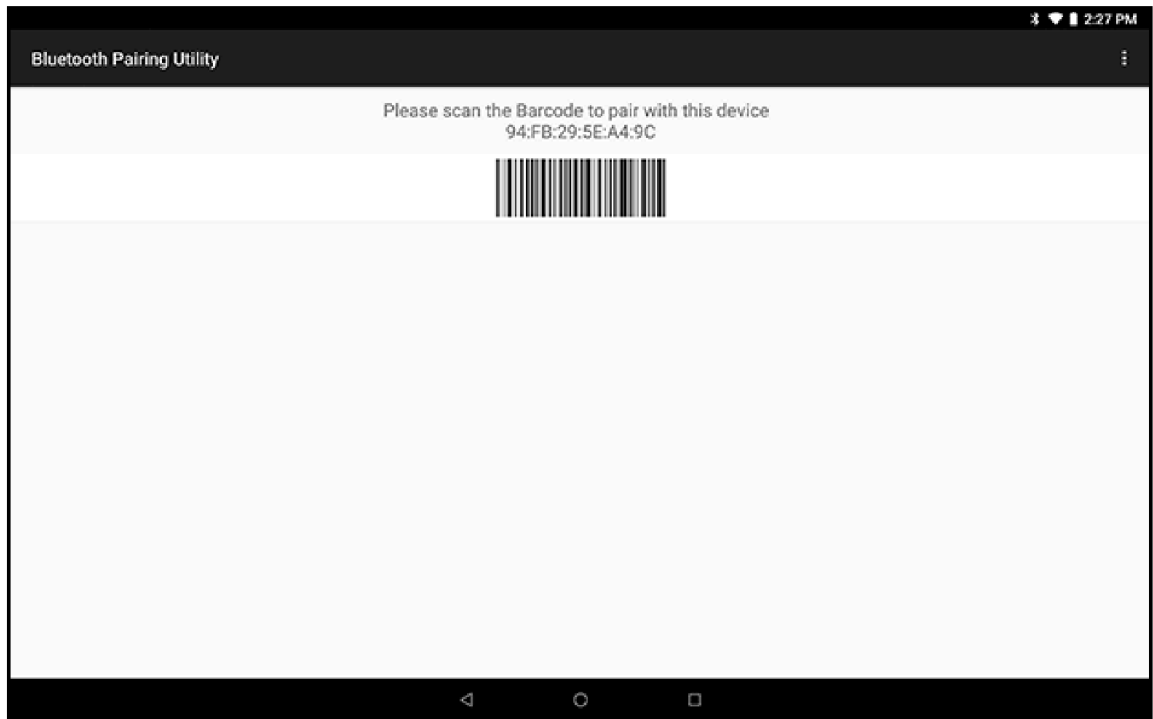 2:27 PM
Bluetooth Pairing Utility
Please scan the Barcode to pair with this device
94:FB:29:5E:A4:9C